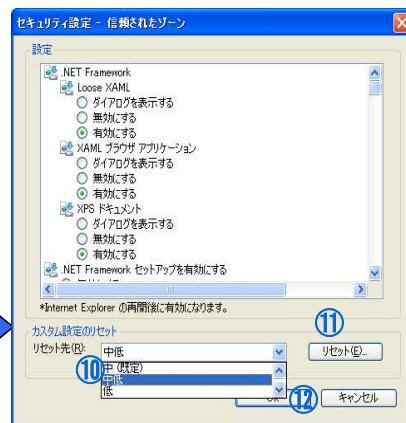 セキュリティ設定 - 信頼されたゾーン
設定
.NET Framework
Loose XAML
ダイアログを表示する
無効にする
有効にする
XAML ブラウザ アプリケーション
ダイアログを表示する
無効にする
有効にする
XPS ドキュメント
ダイアログを表示する
無効にする
有効にする
.NET Framework セットアップを有効にする
*Internet Explorer の再開後に有効になります。
カスタム設定のリセット
⑪
リセット先(R): 中低 リセット(E)...
⑩ 中 (既定)
中低
低
OK ⑫ キャンセル